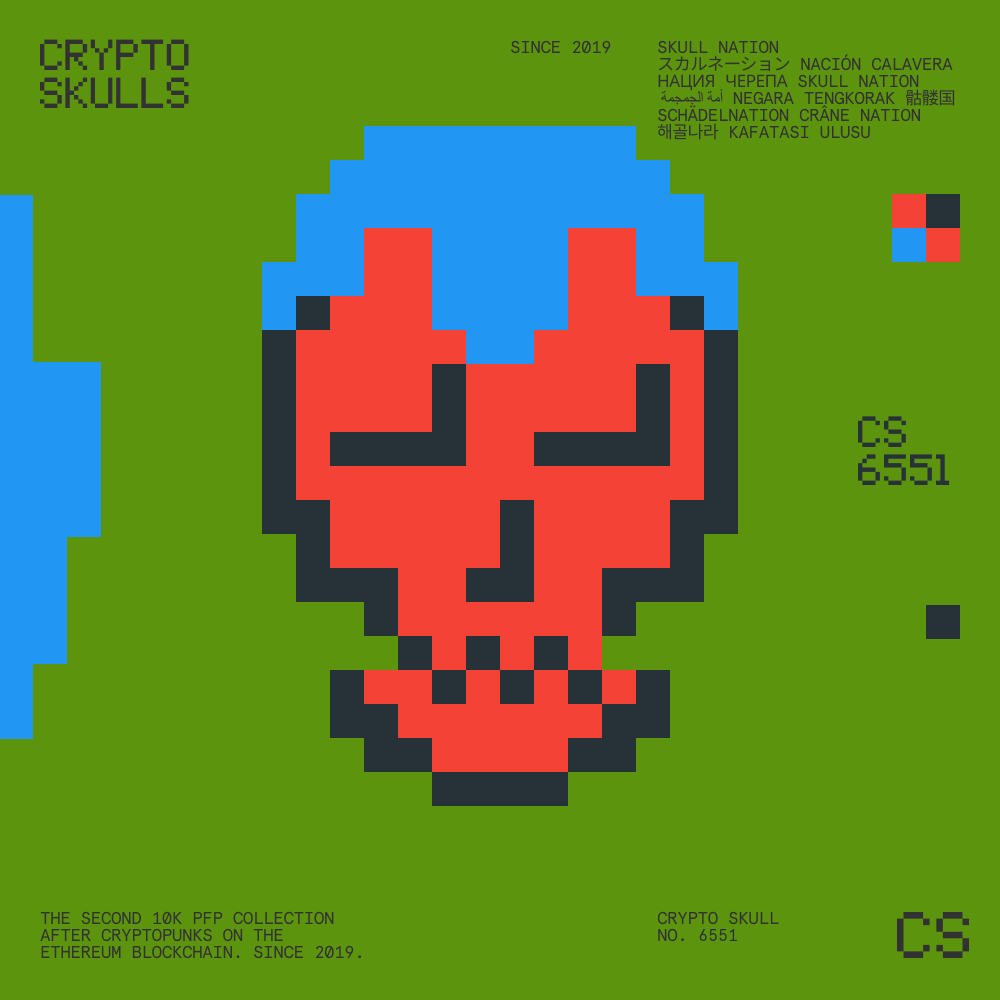 CRYPTO
SKULLS
SINCE 2019
SKULL NATION
スカルネーション NACIÓN CALAVERA
НАЦИЯ ЧЕРЕПА SKULL NATION
أمة الجمجمة NEGARA TENGKORAK 骷髅国
SCHÄDELNATION CRÂNE NATION
해골나라 KAFATASI ULUSU
CS
6551
THE SECOND 10K PFP COLLECTION
AFTER CRYPTOPUNKS ON THE
ETHEREUM BLOCKCHAIN. SINCE 2019.
CRYPTO SKULL
NO. 6551
CS